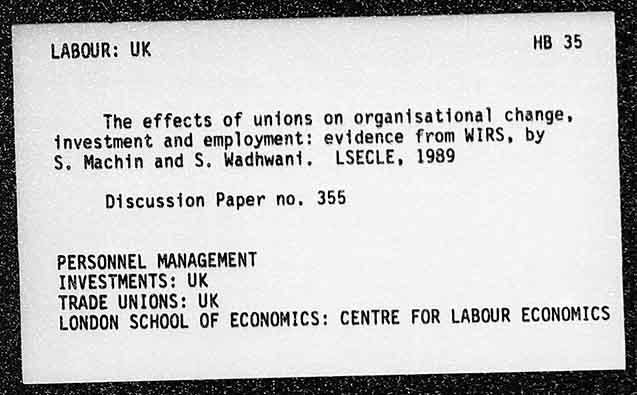 LABOUR: UK HB 35
The effects of unions on organisational change,
investment and employment: evidence from WIRS, by
S. Machin and S. Wadhwani. LSECLE, 1989
Discussion Paper no. 355
PERSONNEL MANAGEMENT
INVESTMENTS: UK
TRADE UNIONS: UK
LONDON SCHOOL OF ECONOMICS: CENTRE FOR LABOUR ECONOMICS